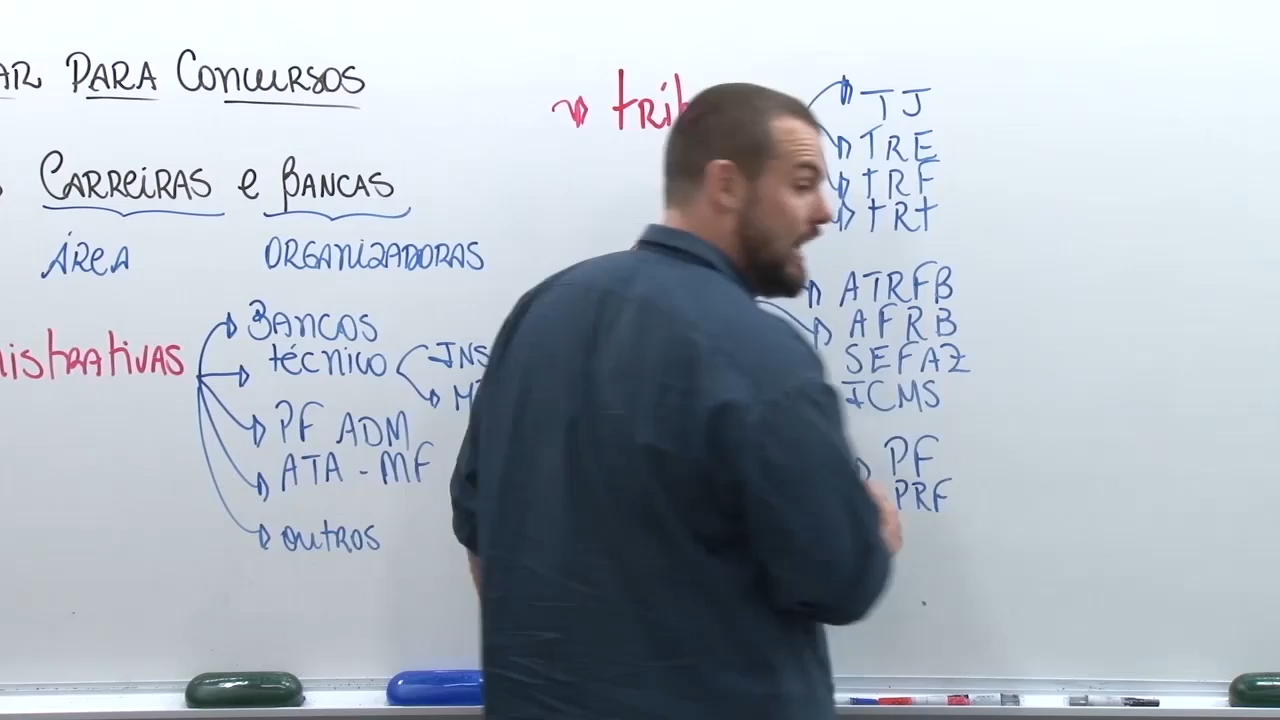 PARA CONCURSOS
CARREIRAS e BANCAS
ÁREA ORGANIZADORAS
BANCOS
técnico
PF ADM
ATA - MF
OUTROS
TJ
TRE
TRF
TRT
ATRFB
AFRB
SEFAZ
ICMS
PF
PRF